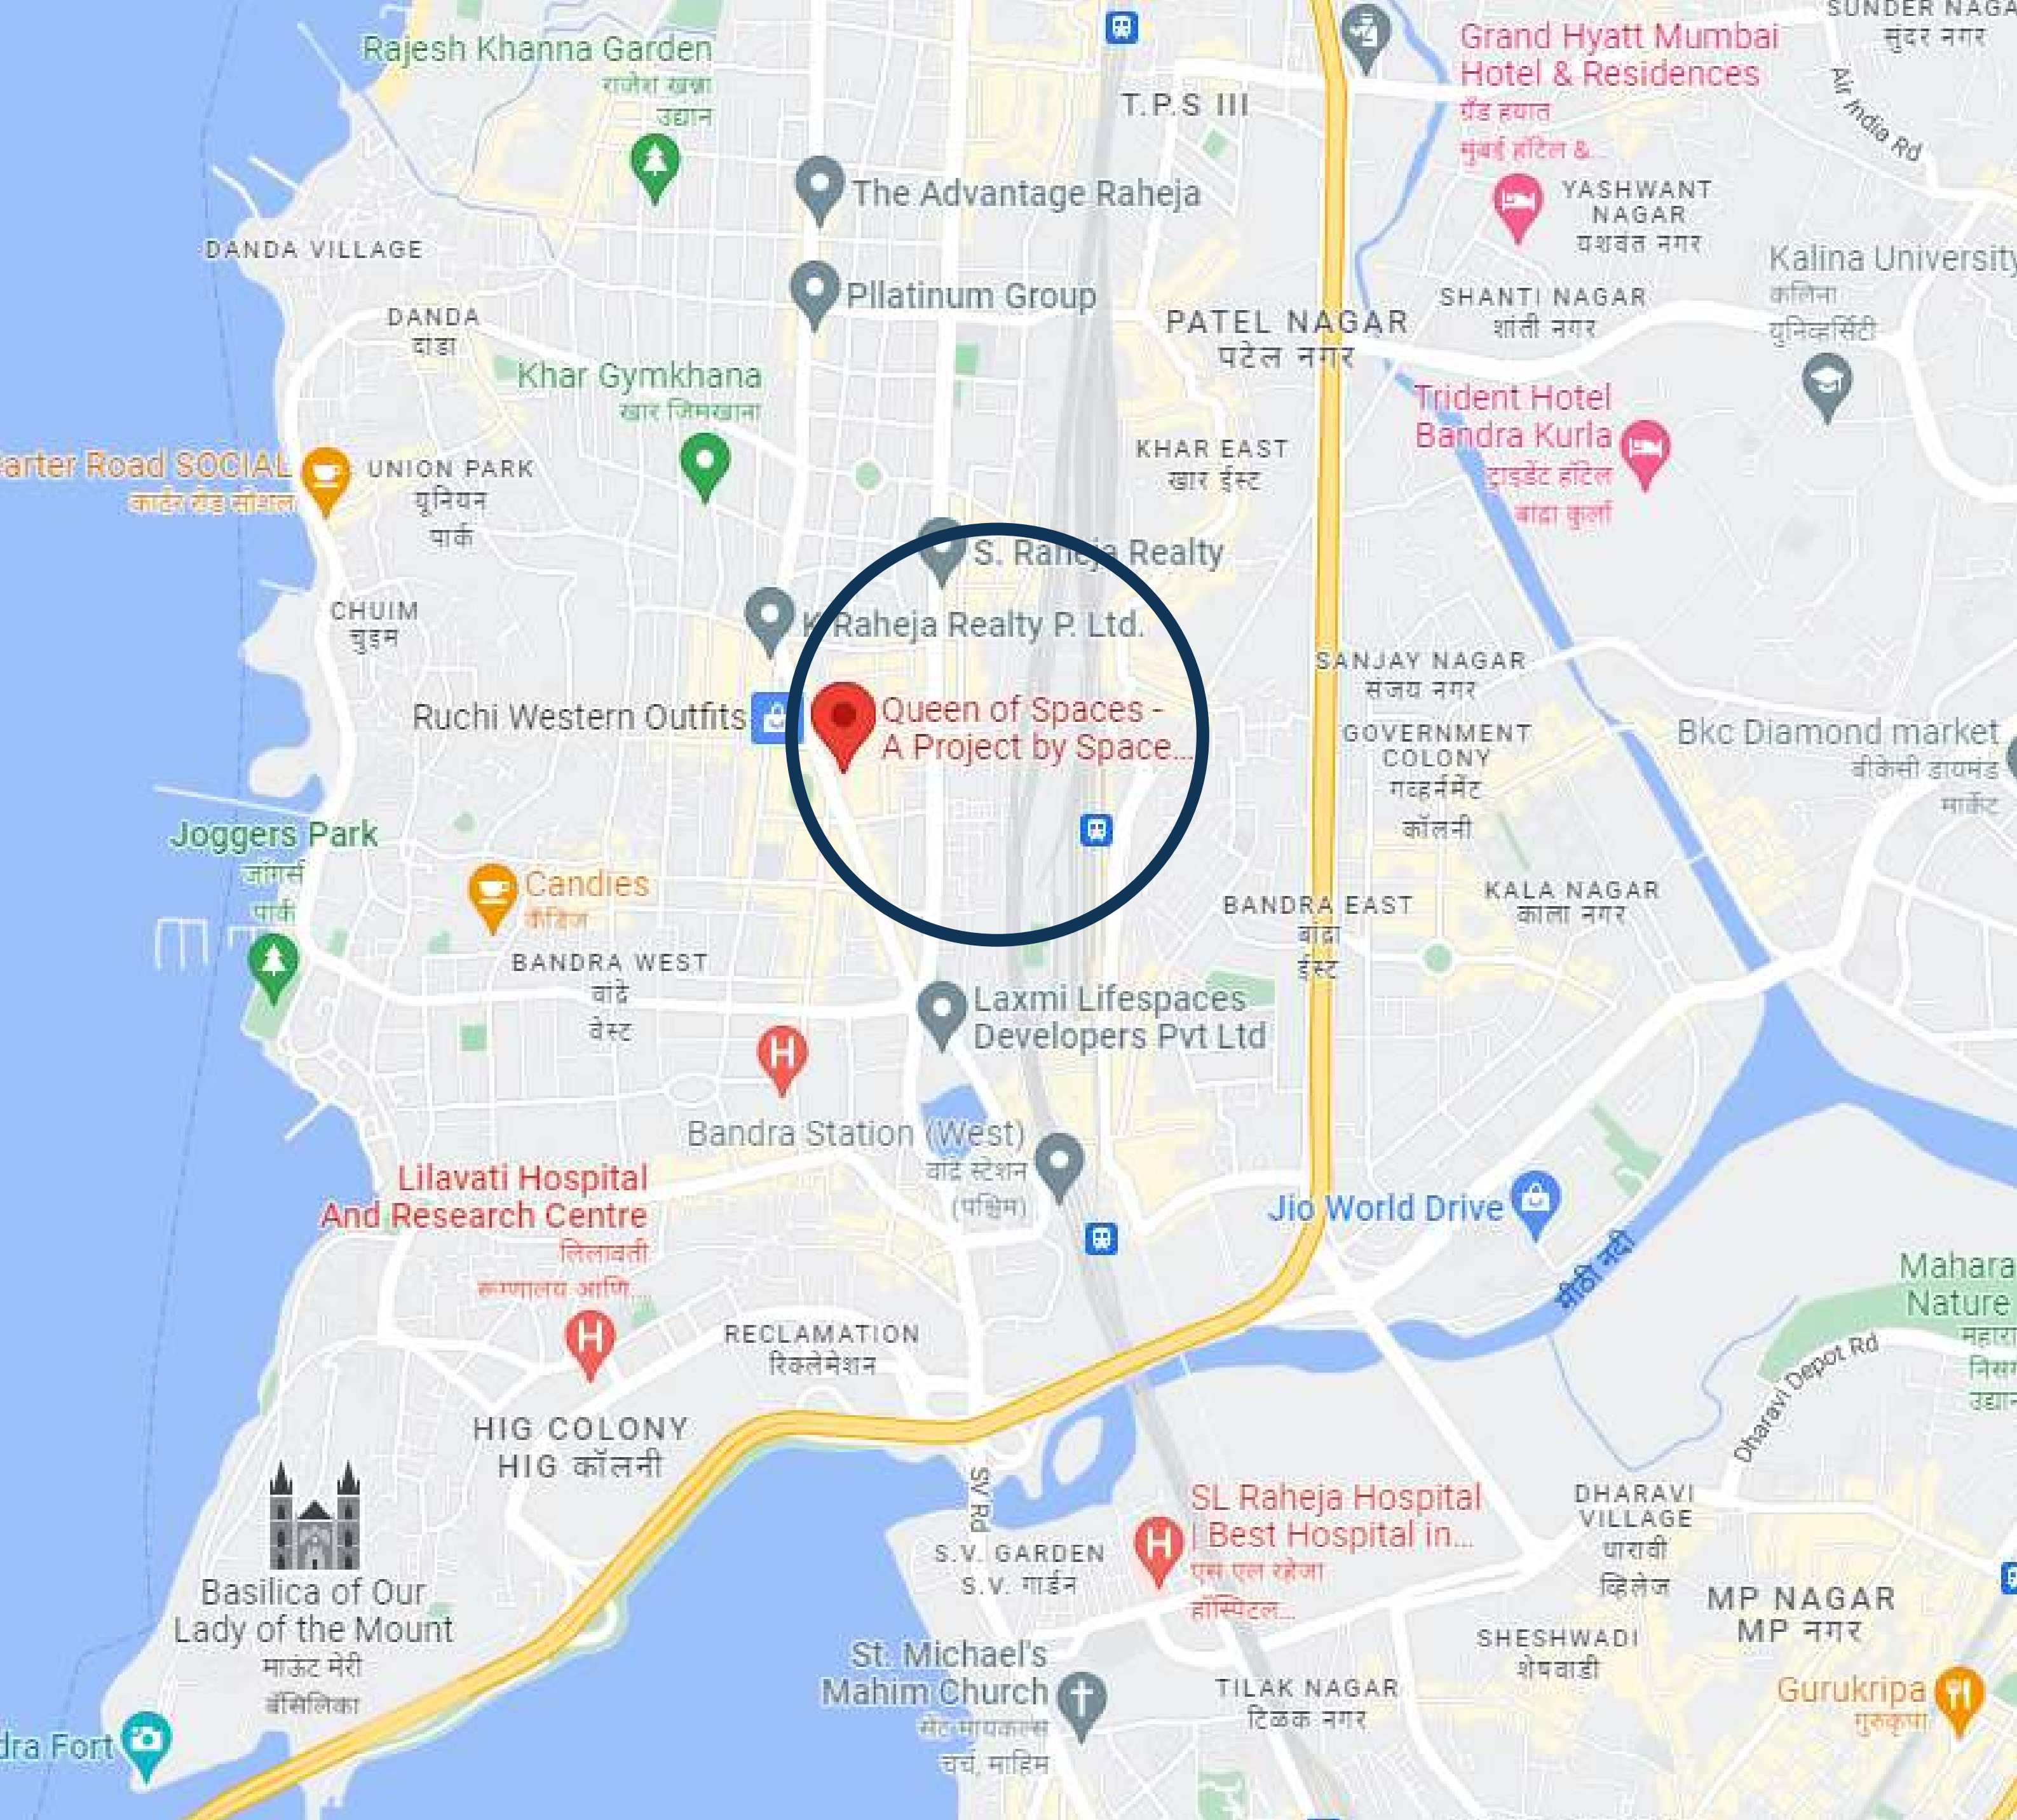 SUNDER NAGA
सुंदर नगर
Rajesh Khanna Garden
राजेश खन्ना
उद्यान
Grand Hyatt Mumbai
Hotel & Residences
ग्रँड हयात
मुंबई हॉटेल &...
Air India Rd
T.P.S III
The Advantage Raheja
YASHWANT
NAGAR
यशवंत नगर
DANDA VILLAGE
Kalina University
कलिना
युनिव्हर्सिटी
Pllatinum Group
SHANTI NAGAR
शांती नगर
DANDA
दांडा
PATEL NAGAR
पटेल नगर
Khar Gymkhana
खार जिमखाना
Trident Hotel
Bandra Kurla
ट्राइडेंट हॉटेल
बांद्रा कुर्ला
KHAR EAST
खार ईस्ट
arter Road SOCIAL
कार्टर रोड सोशल
UNION PARK
यूनियन
पार्क
S. Raheja Realty
CHUIM
चुइम
K Raheja Realty P. Ltd.
SANJAY NAGAR
संजय नगर
Ruchi Western Outfits
Queen of Spaces -
A Project by Space...
GOVERNMENT
COLONY
गव्हर्नमेंट
कॉलनी
Bkc Diamond market
बीकेसी डायमंड
मार्केट
Joggers Park
जॉगर्स
पार्क
Candies
कँडिज
KALA NAGAR
काला नगर
BANDRA EAST
बांद्रा
ईस्ट
BANDRA WEST
वांद्रे
वेस्ट
Laxmi Lifespaces
Developers Pvt Ltd
H
Bandra Station (West)
वांद्रे स्टेशन
(पश्चिम)
Lilavati Hospital
And Research Centre
लिलावती
रूग्णालय आणि...
H
Jio World Drive
मीठी नदी
Mahara
Nature
महारा
निसर्
उद्यान
RECLAMATION
रिक्लेमेशन
Dharavi Depot Rd
HIG COLONY
HIG कॉलनी
SV Rd
SL Raheja Hospital
| Best Hospital in...
एस एल रहेजा
हॉस्पिटल...
H
DHARAVI
VILLAGE
धारावी
व्हिलेज
S.V. GARDEN
S.V. गार्डन
Basilica of Our
Lady of the Mount
माऊंट मेरी
बॅसिलिका
MP NAGAR
MP नगर
SHESHWADI
शेषवाडी
St. Michael's
Mahim Church
सेंट मायकल्स
चर्च, माहिम
TILAK NAGAR
टिळक नगर
Gurukripa
गुरुकृपा
dra Fort